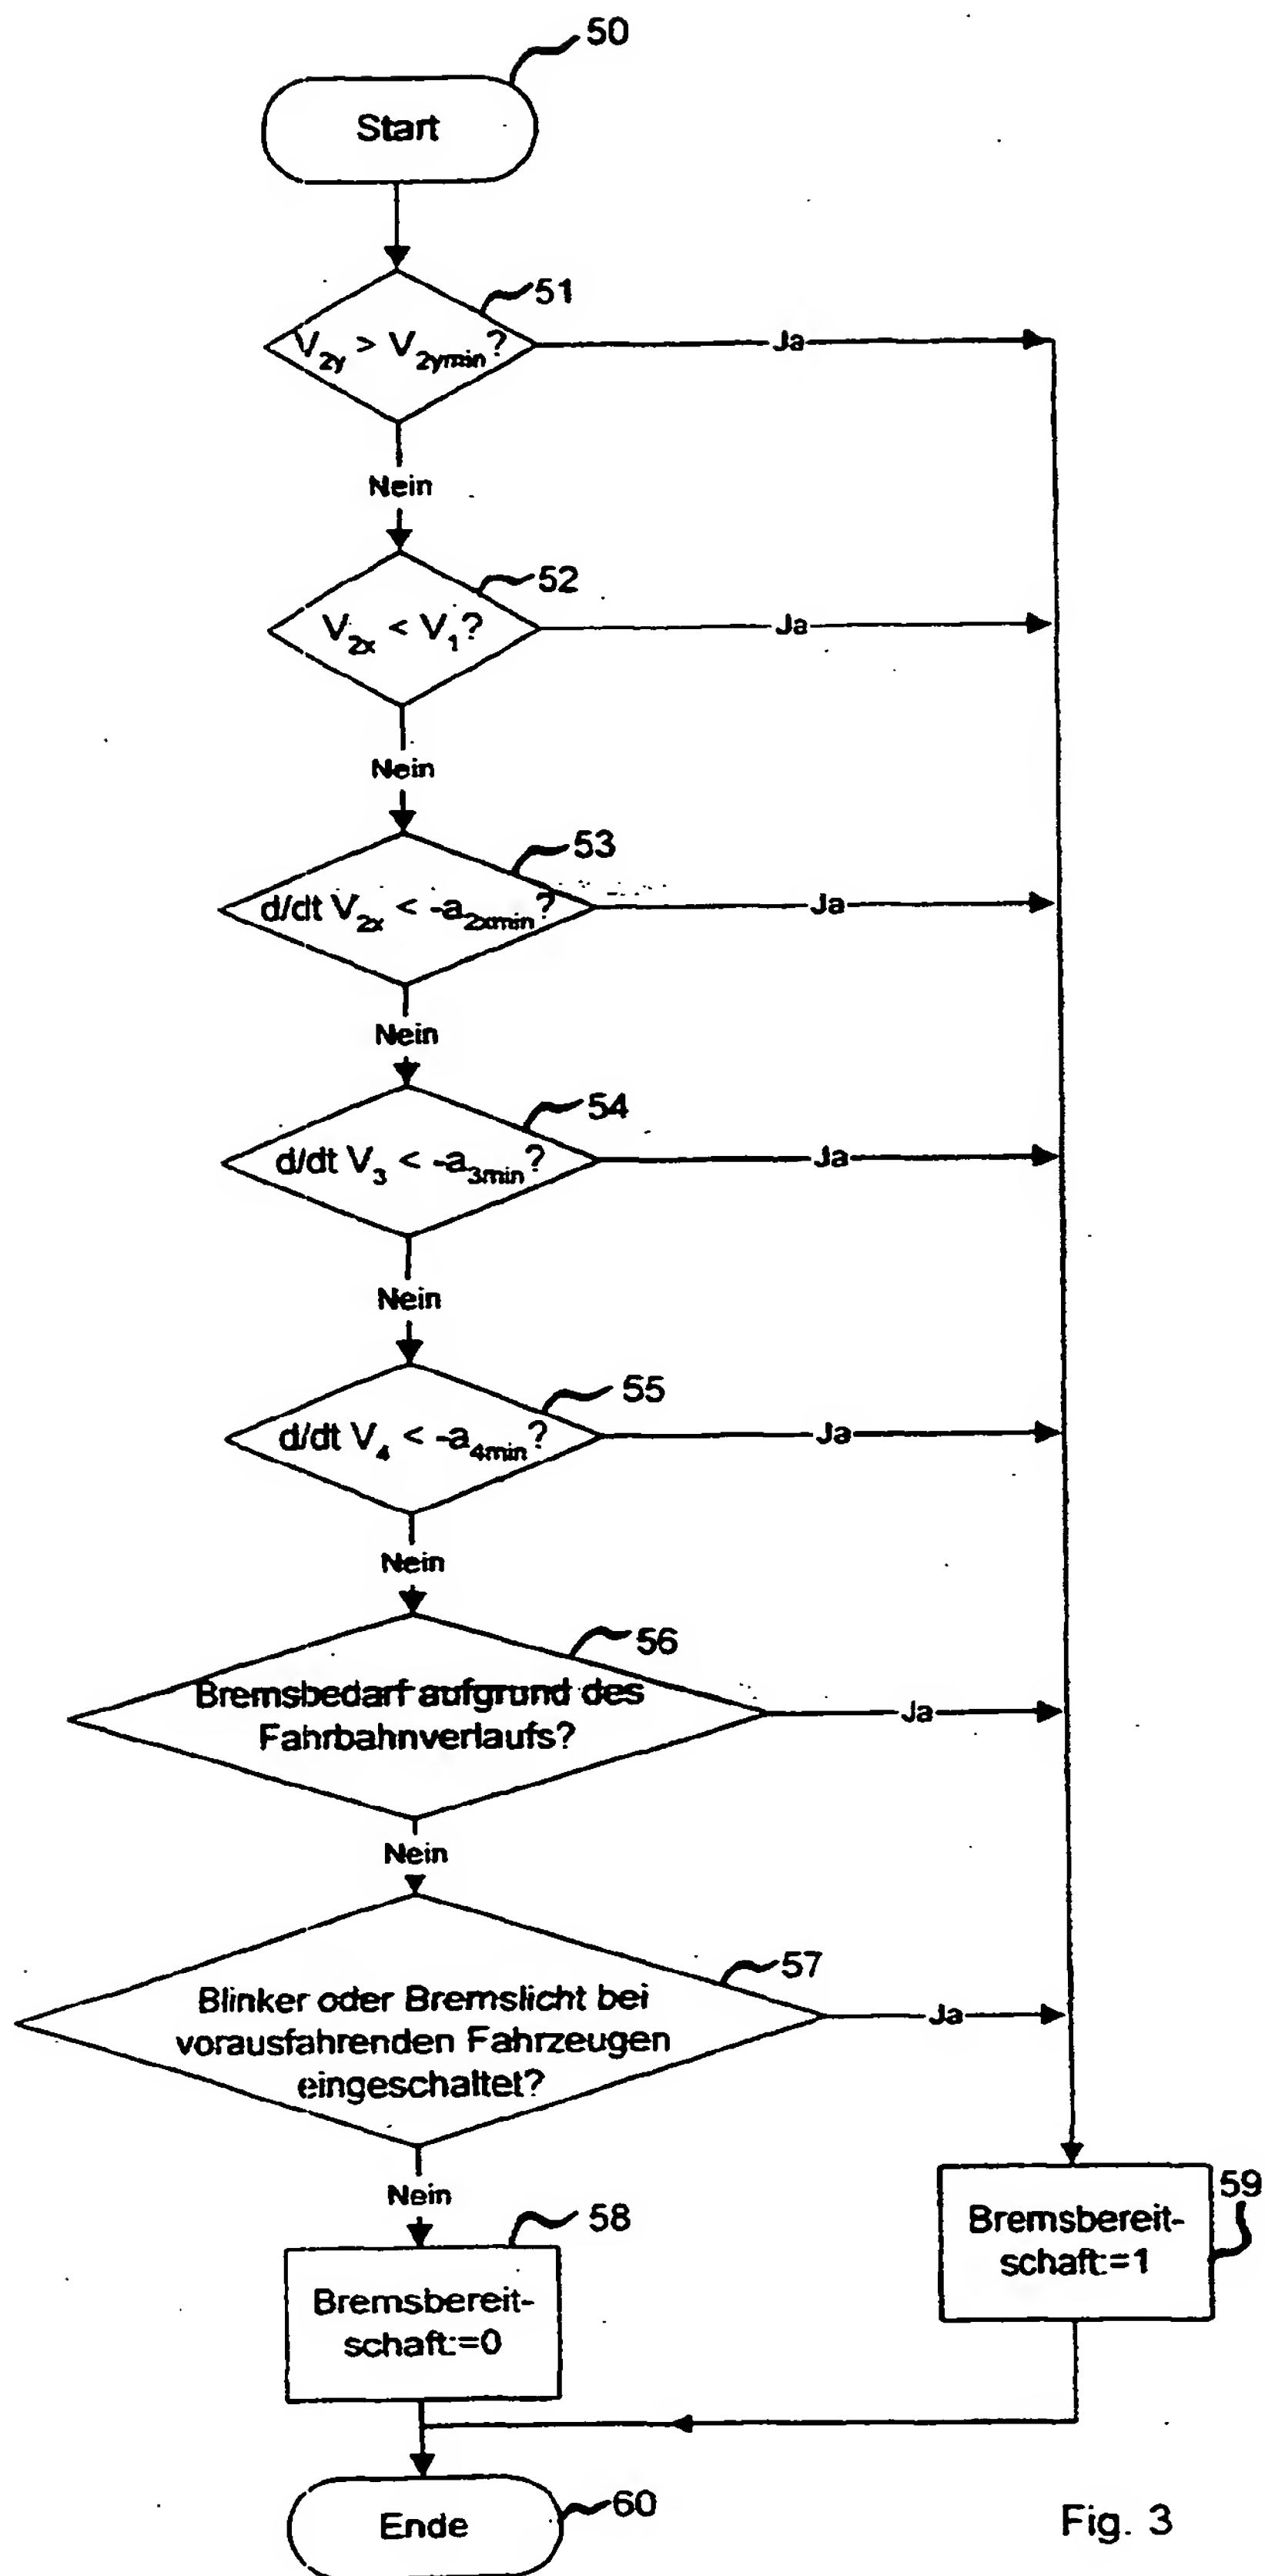 50
Start
51
V2y > V2ymin?
Ja
Nein
52
V2x < V1?
Ja
Nein
53
d/dt V2x < -a2xmin?
Ja
Nein
54
d/dt V3 < -a3min?
Ja
Nein
55
d/dt V4 < -a4min?
Ja
Nein
56
Bremsbedarf aufgrund des
Fahrbahnverlaufs?
Ja
Nein
57
Blinker oder Bremslicht bei
vorausfahrenden Fahrzeugen
eingeschaltet?
Ja
Nein
58
Bremsbereit-
schaft:=0
59
Bremsbereit-
schaft:=1
Ende
60
Fig. 3